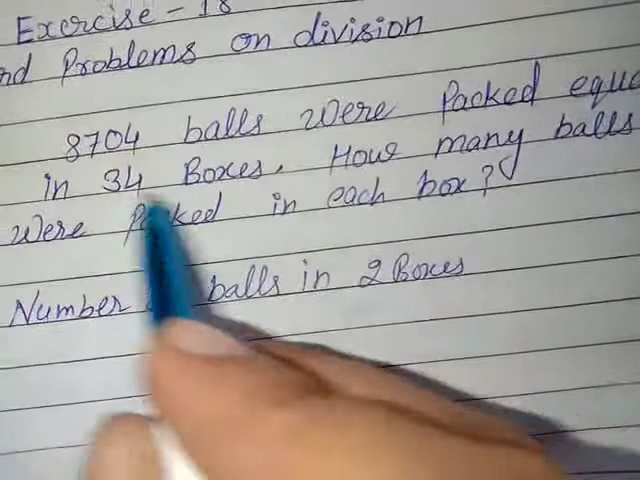 Exercise - 18
Problems on division
8704 balls were Packed
in 34 Boxes. How many balls
were Packed in each box?
Number balls in 2 Boxes